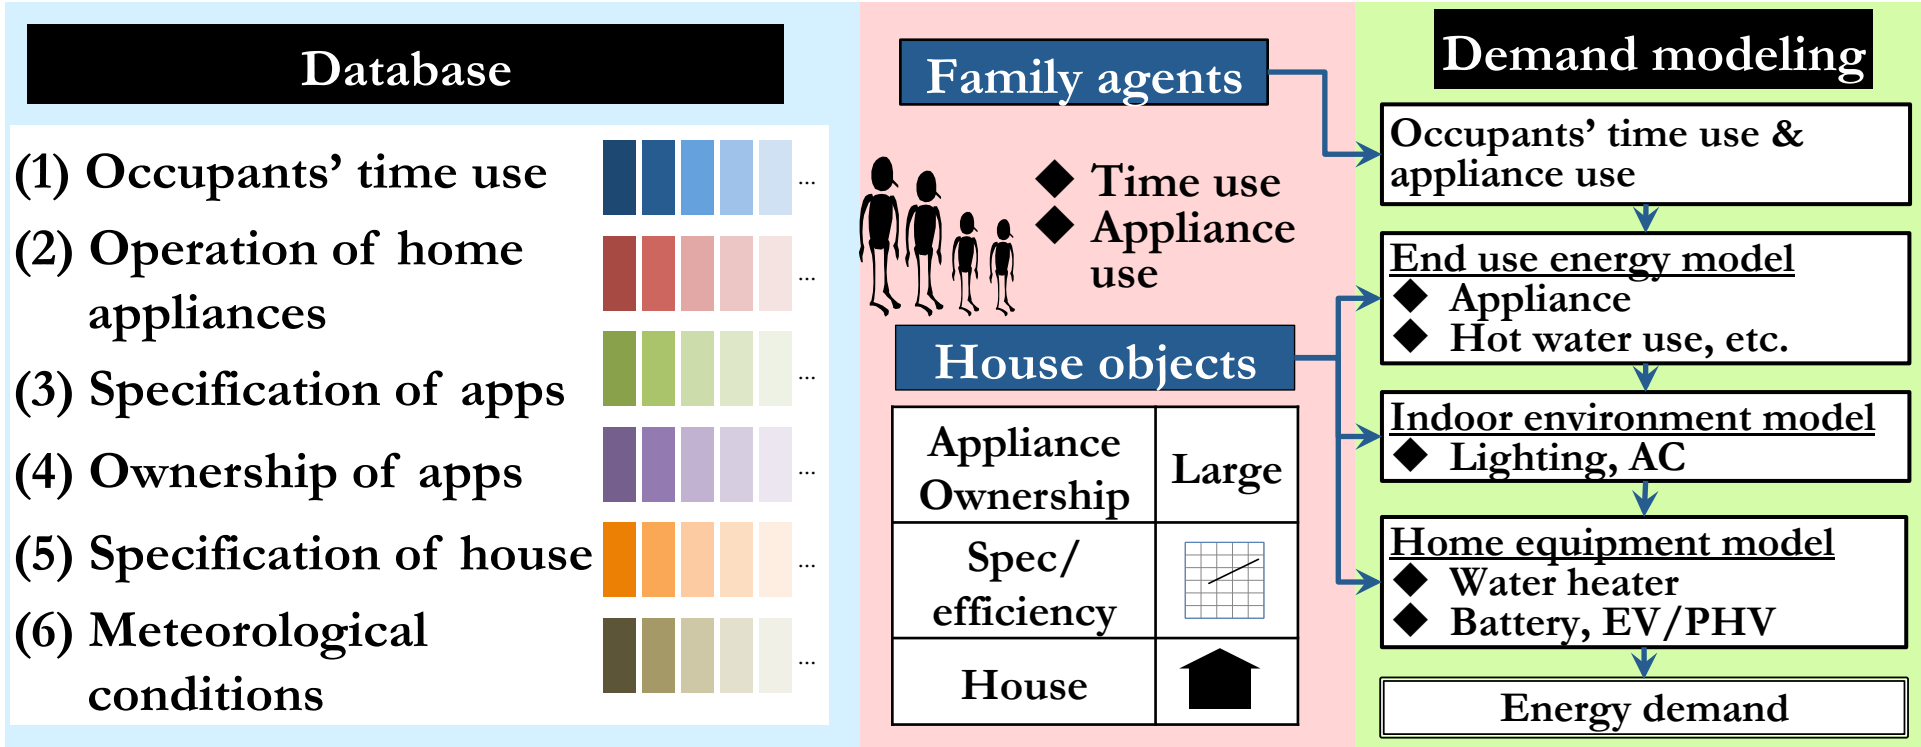 Database
(1) Occupants’ time use
...
(2) Operation of home
appliances
...
(3) Specification of apps
...
(4) Ownership of apps
...
(5) Specification of house
...
(6) Meteorological
conditions
...
Family agents
◆ Time use
◆ Appliance
use
House objects
Appliance
Ownership
Large
Spec/
efficiency
House
Demand modeling
Occupants’ time use &
appliance use
End use energy model
◆ Appliance
◆ Hot water use, etc.
Indoor environment model
◆ Lighting, AC
Home equipment model
◆ Water heater
◆ Battery, EV/PHV
Energy demand